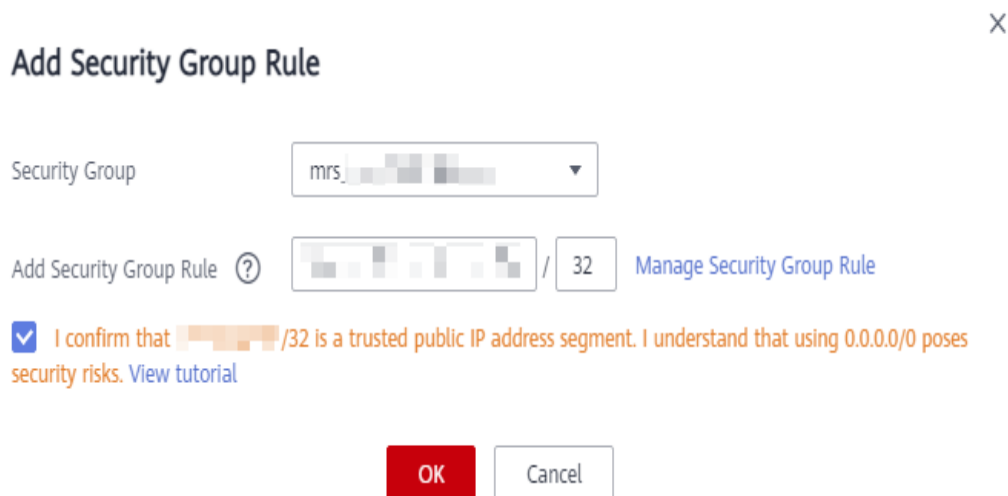 X
Add Security Group Rule
Security Group mrs_
Add Security Group Rule ? / 32 Manage Security Group Rule
I confirm that /32 is a trusted public IP address segment. I understand that using 0.0.0.0/0 poses
security risks. View tutorial
OK Cancel